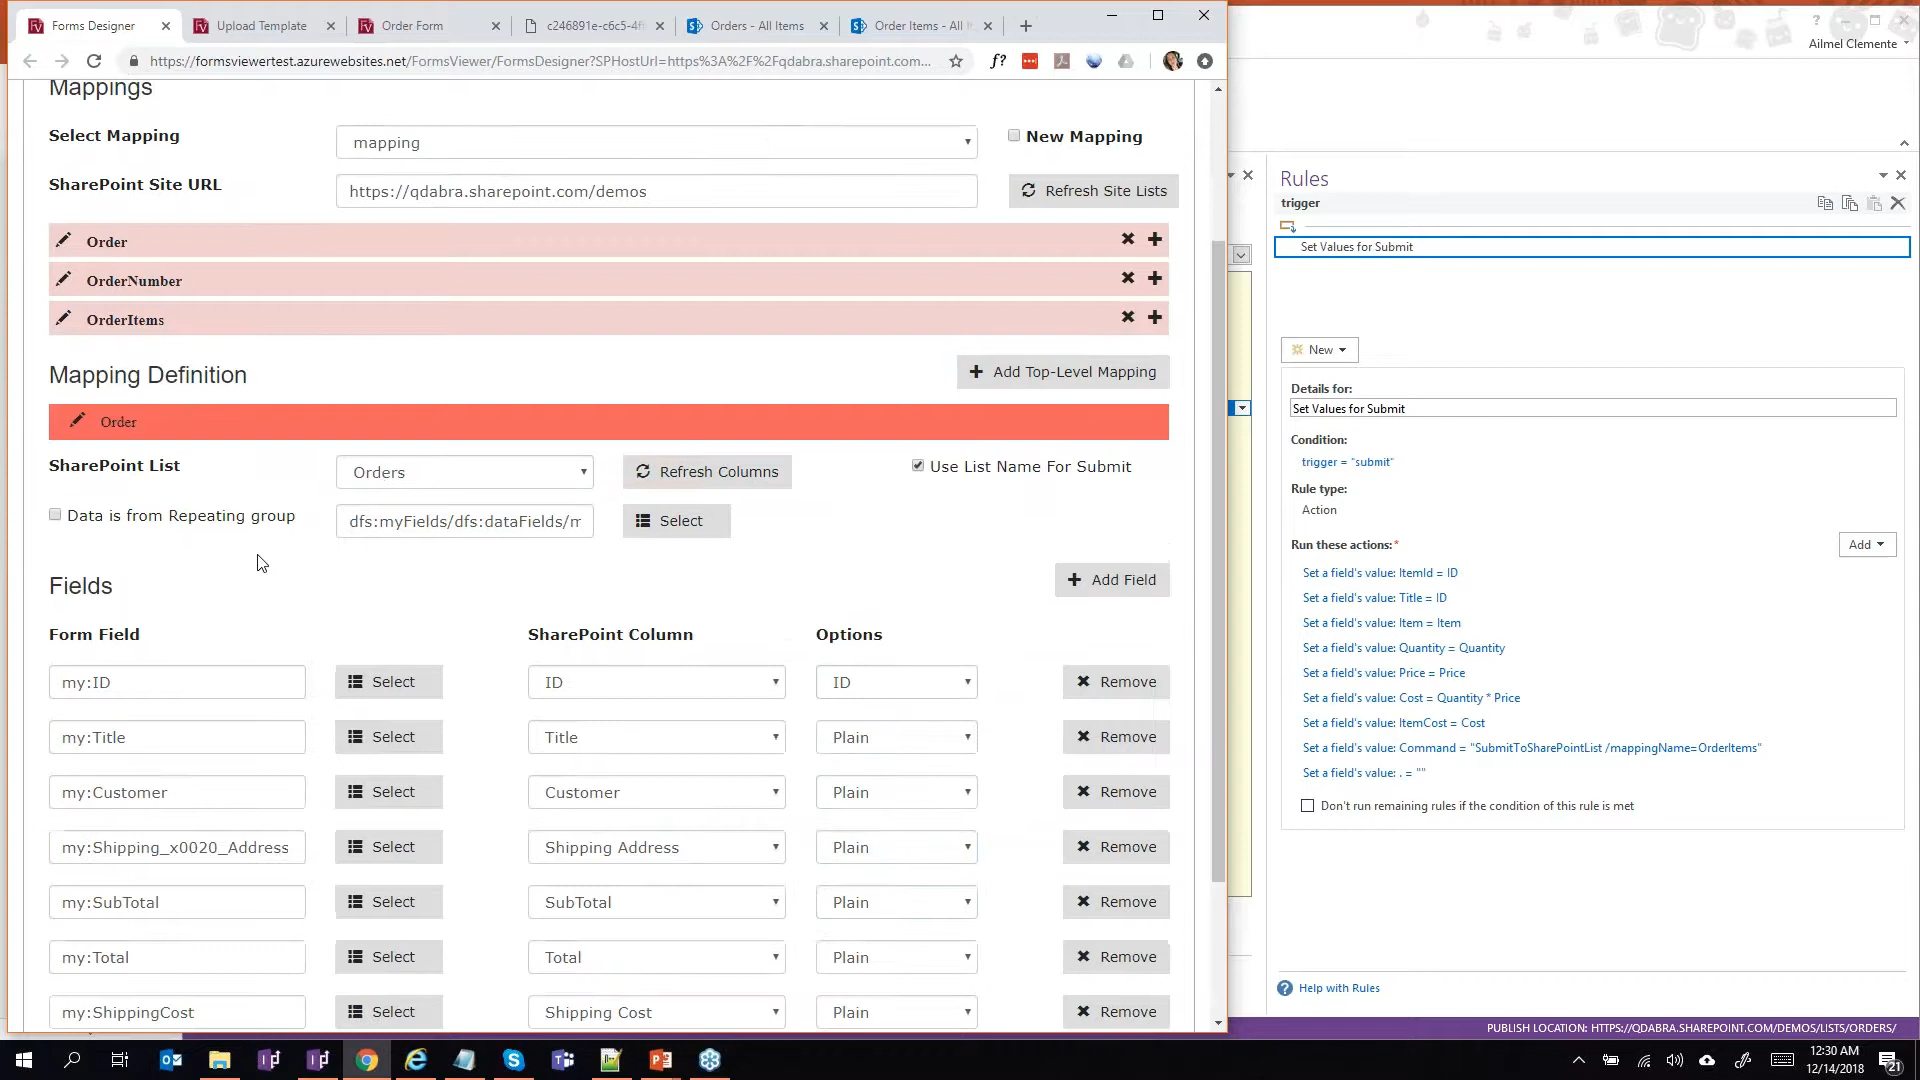 Forms Designer
Upload Template
Order Form
c246891e-c6c5-4f
Orders - All Items
Order Items - All I
https://formsviewertest.azurewebsites.net/FormsViewer/FormsDesigner?SPHostUrl=https%3A%2F%2Fqdabra.sharepoint.com...
f?
Ailmel Clemente
Mappings
Select Mapping
mapping
New Mapping
SharePoint Site URL
https://qdabra.sharepoint.com/demos
Refresh Site Lists
Order
OrderNumber
OrderItems
Mapping Definition
Add Top-Level Mapping
Order
SharePoint List
Orders
Refresh Columns
Use List Name For Submit
Data is from Repeating group
dfs:myFields/dfs:dataFields/m
Select
Fields
Add Field
Form Field
SharePoint Column
Options
my:ID
Select
ID
ID
Remove
my:Title
Select
Title
Plain
Remove
my:Customer
Select
Customer
Plain
Remove
my:Shipping_x0020_Address
Select
Shipping Address
Plain
Remove
my:SubTotal
Select
SubTotal
Plain
Remove
my:Total
Select
Total
Plain
Remove
my:ShippingCost
Select
Shipping Cost
Plain
Remove
Rules
trigger
Set Values for Submit
New
Details for:
Set Values for Submit
Condition:
trigger = "submit"
Rule type:
Action
Run these actions:*
Add
Set a field's value: ItemId = ID
Set a field's value: Title = ID
Set a field's value: Item = Item
Set a field's value: Quantity = Quantity
Set a field's value: Price = Price
Set a field's value: Cost = Quantity * Price
Set a field's value: ItemCost = Cost
Set a field's value: Command = "SubmitToSharePointList /mappingName=OrderItems"
Set a field's value: . = ""
Don't run remaining rules if the condition of this rule is met
Help with Rules
PUBLISH LOCATION: HTTPS://QDABRA.SHAREPOINT.COM/DEMOS/LISTS/ORDERS/
12:30 AM
12/14/2018
21